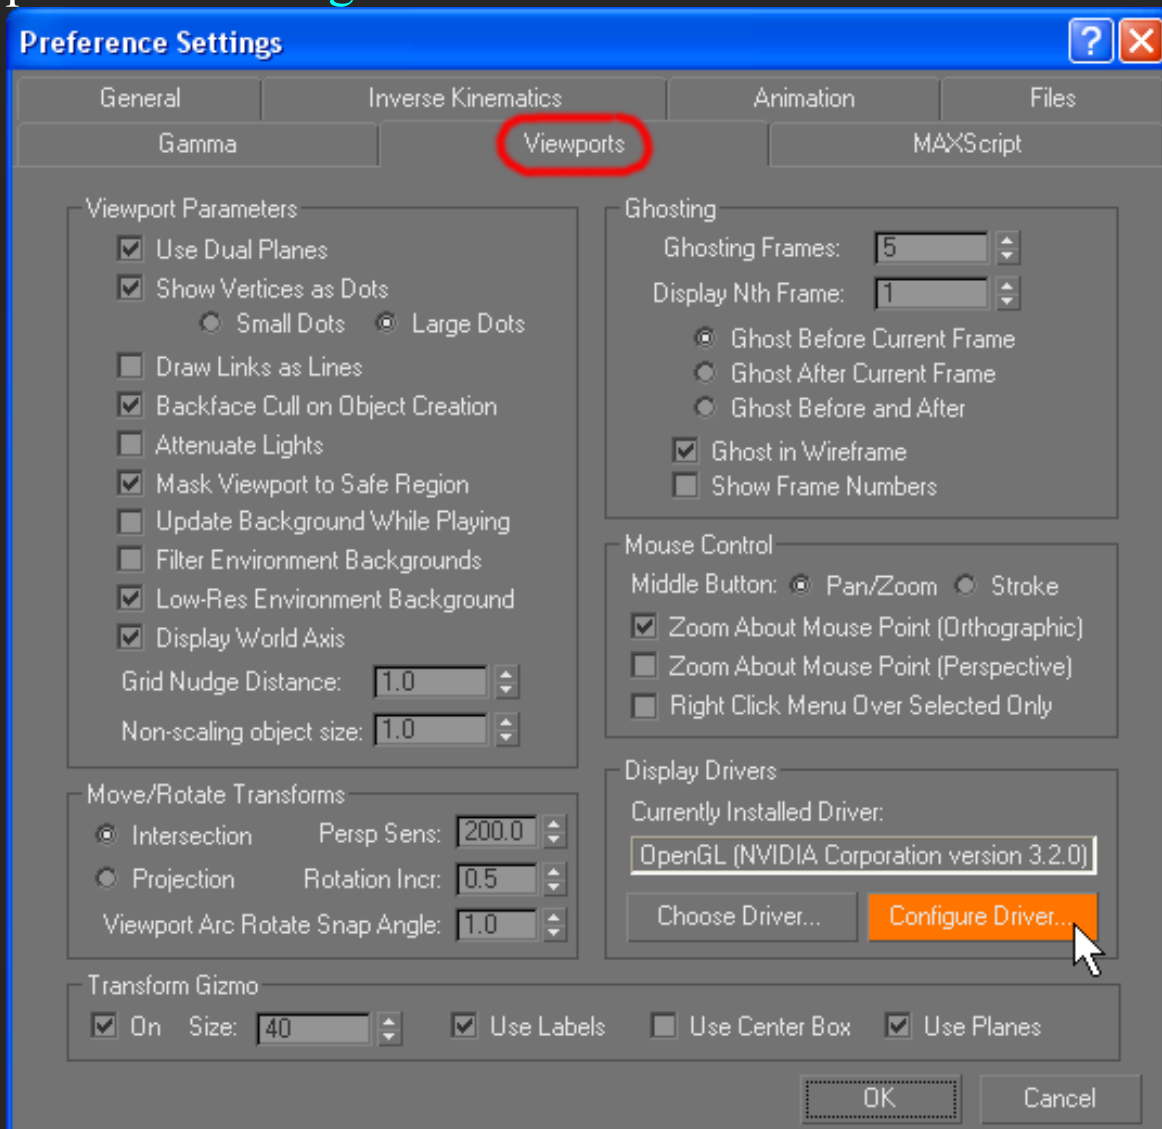 Preference Settings
General Inverse Kinematics Animation Files
Gamma Viewports MAXScript
Viewport Parameters
Use Dual Planes
Show Vertices as Dots
Small Dots Large Dots
Draw Links as Lines
Backface Cull on Object Creation
Attenuate Lights
Mask Viewport to Safe Region
Update Background While Playing
Filter Environment Backgrounds
Low-Res Environment Background
Display World Axis
Grid Nudge Distance: 1.0
Non-scaling object size: 1.0
Move/Rotate Transforms
Intersection Persp Sens: 200.0
Projection Rotation Incr: 0.5
Viewport Arc Rotate Snap Angle: 1.0
Ghosting
Ghosting Frames: 5
Display Nth Frame: 1
Ghost Before Current Frame
Ghost After Current Frame
Ghost Before and After
Ghost in Wireframe
Show Frame Numbers
Mouse Control
Middle Button: Pan/Zoom Stroke
Zoom About Mouse Point (Orthographic)
Zoom About Mouse Point (Perspective)
Right Click Menu Over Selected Only
Display Drivers
Currently Installed Driver:
OpenGL (NVIDIA Corporation version 3.2.0)
Choose Driver... Configure Driver...
Transform Gizmo
On Size: 40 Use Labels Use Center Box Use Planes
OK Cancel